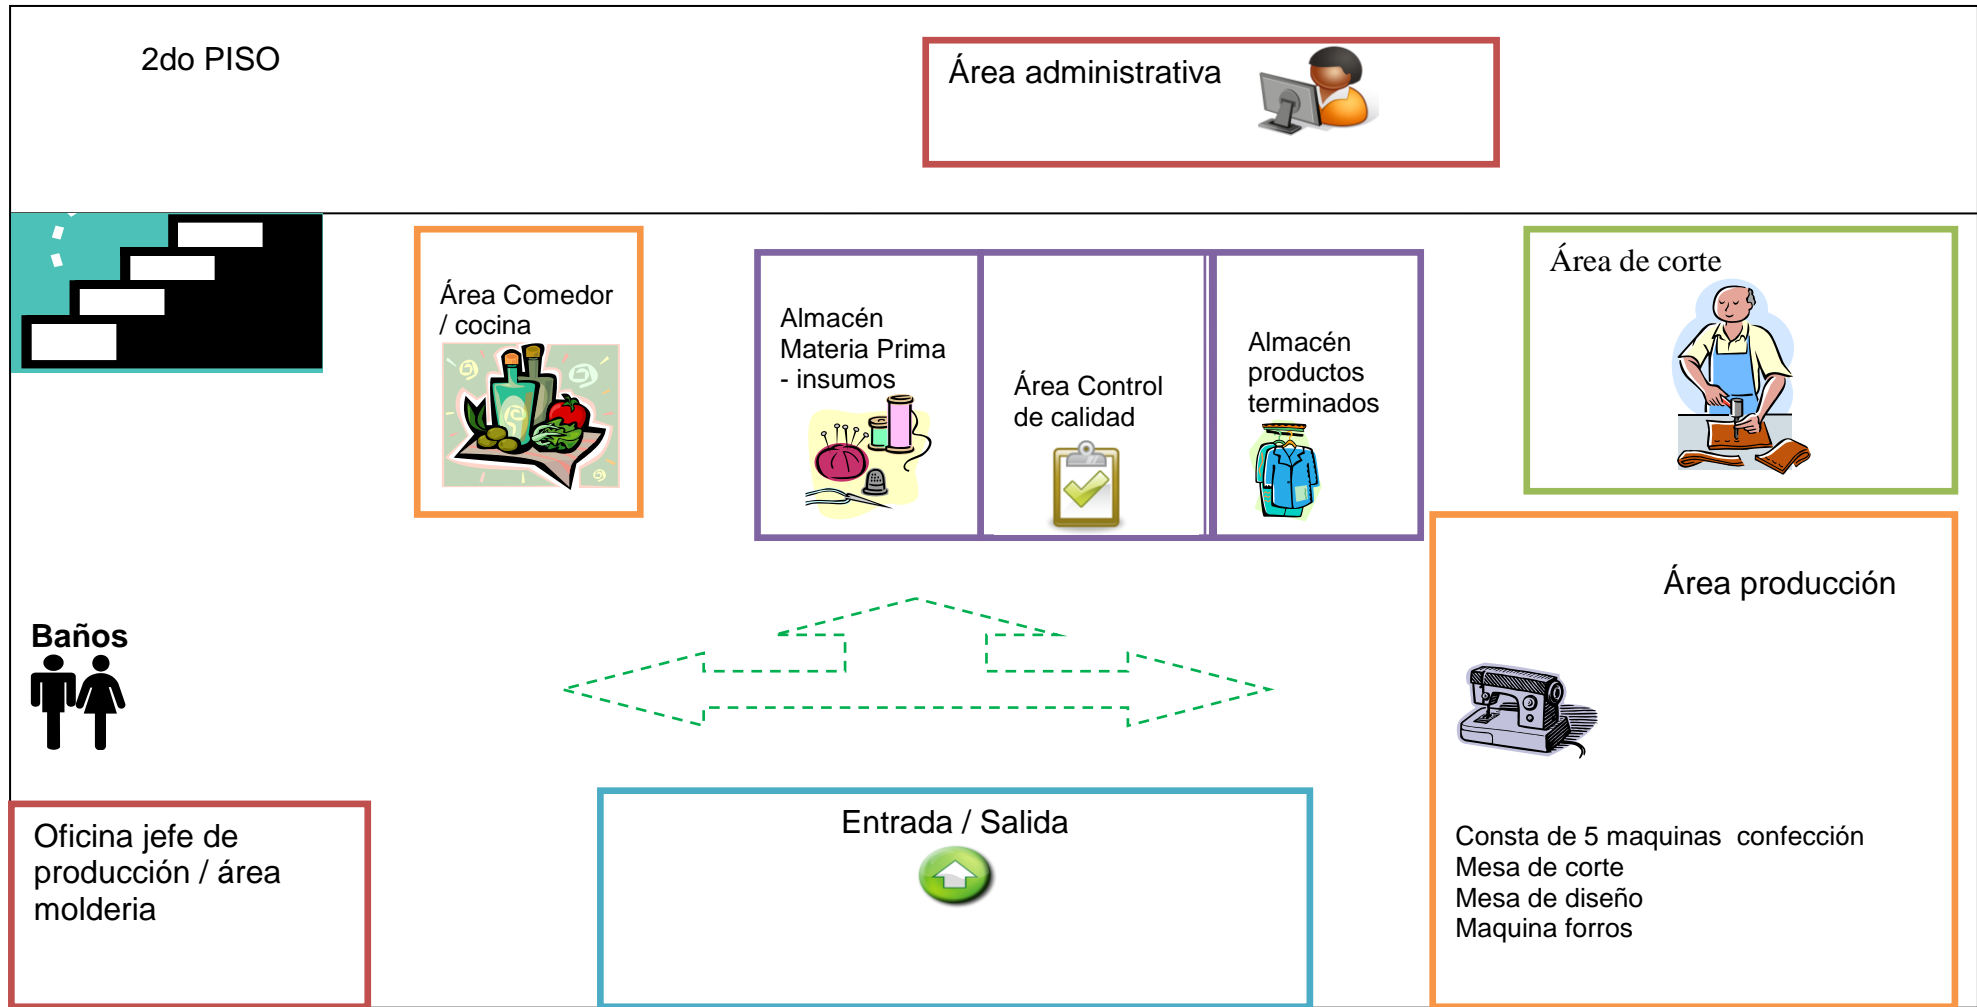 2do PISO
Área administrativa
Área Comedor
/ cocina
Almacén
Materia Prima
- insumos
Área Control
de calidad
Almacén
productos
terminados
Área de corte
Área producción
Baños
Entrada / Salida
Oficina jefe de
producción / área
molderia
Consta de 5 maquinas  confección
Mesa de corte
Mesa de diseño
Maquina forros